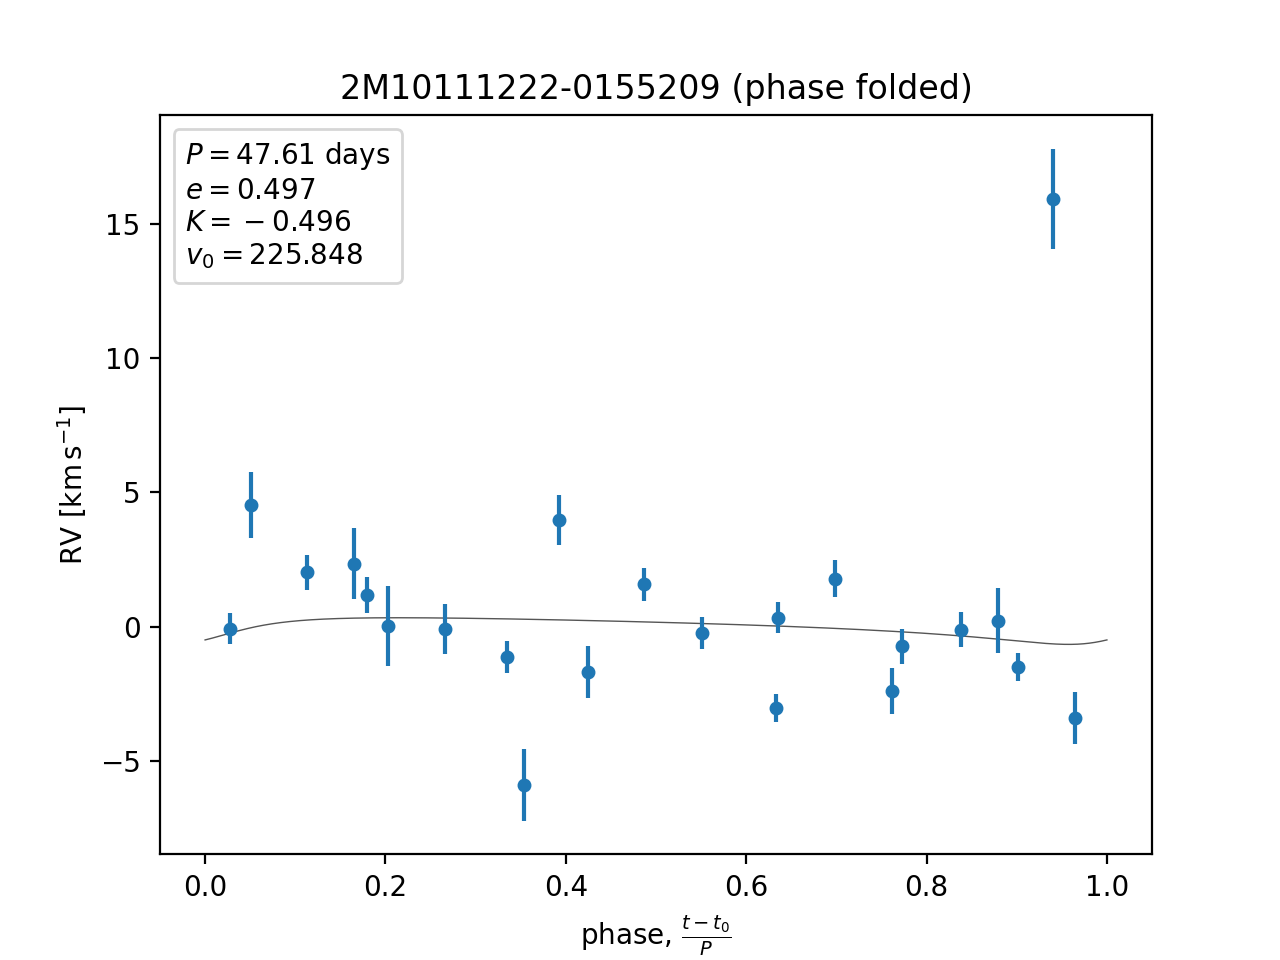 2M10111222-0155209 (phase folded)
P = 47.61 days
e = 0.497
K = −0.496
v₀ = 225.848
15
10
5
0
−5
RV [km s⁻¹]
0.0 0.2 0.4 0.6 0.8 1.0
phase, (t − t₀)/P